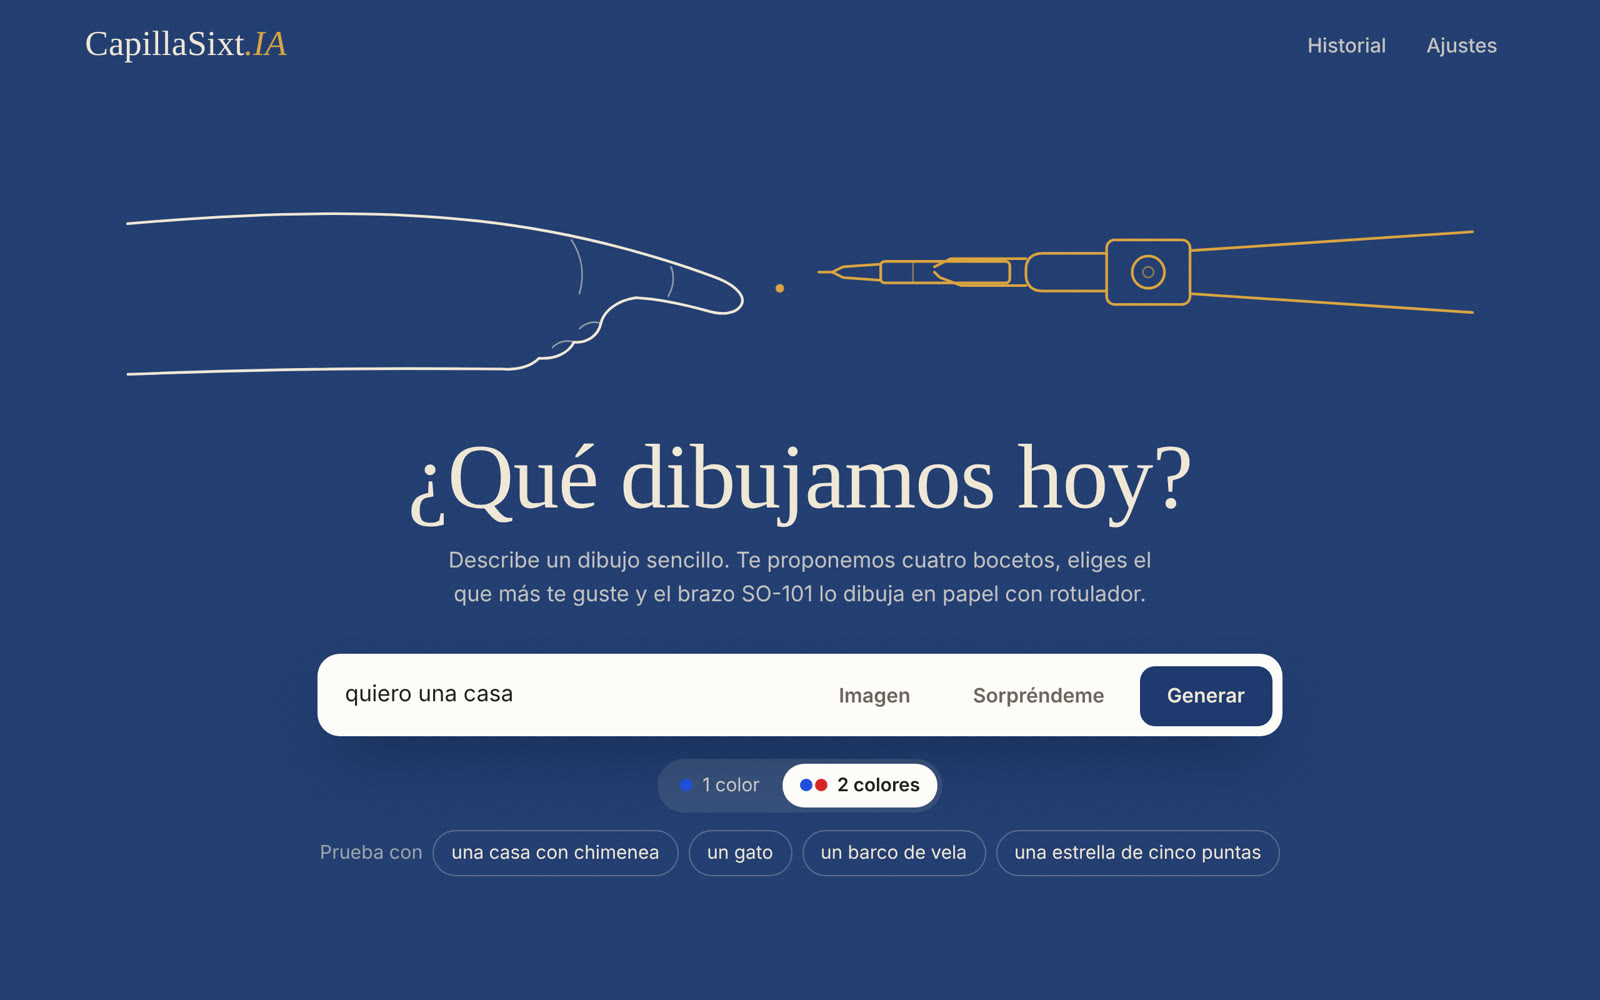 CapillaSixt.IA
Historial
Ajustes
¿Qué dibujamos hoy?
Describe un dibujo sencillo. Te proponemos cuatro bocetos, eliges el
que más te guste y el brazo SO-101 lo dibuja en papel con rotulador.
quiero una casa
Imagen
Sorpréndeme
Generar
1 color
2 colores
Prueba con
una casa con chimenea
un gato
un barco de vela
una estrella de cinco puntas